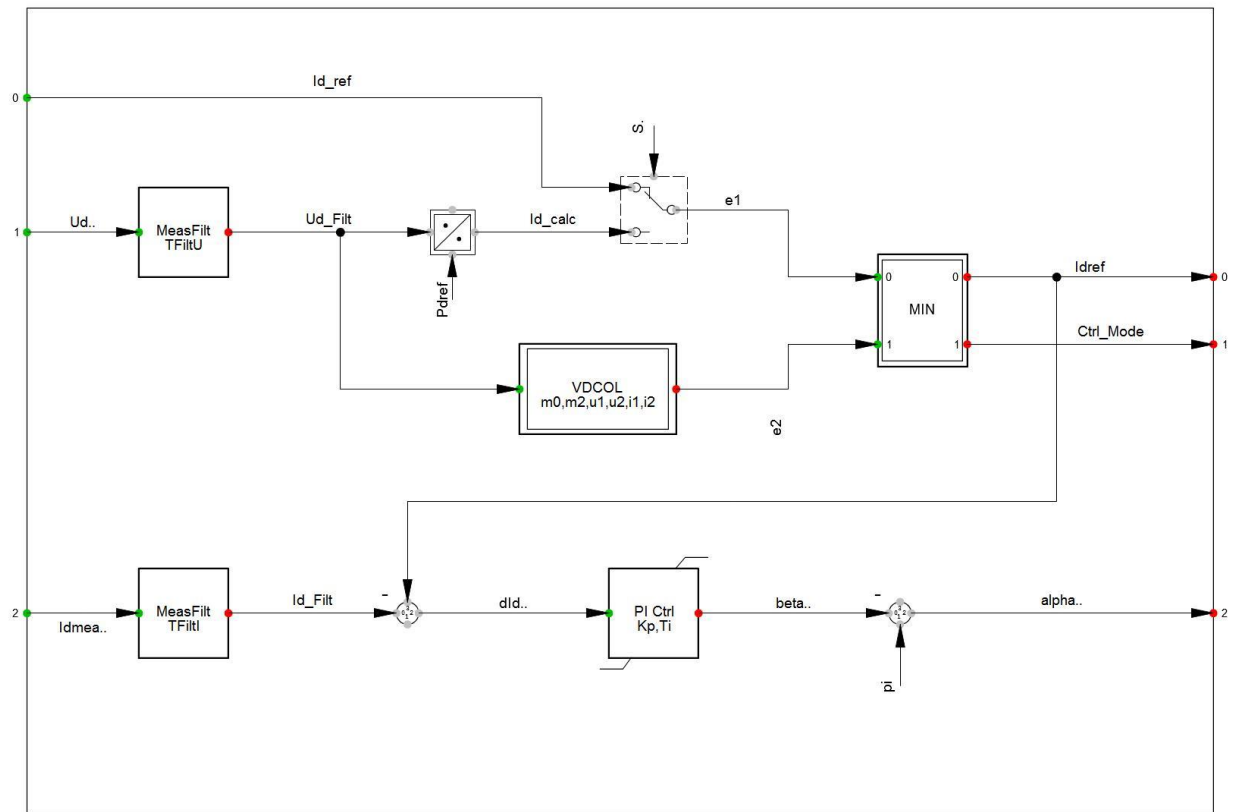 Id_ref
0
S.
e1
Ud..
1
MeasFilt
TFiltU
Ud_Filt
Id_calc
Pdref
0
0
MIN
1
1
Idref
0
Ctrl_Mode
1
VDCOL
m0,m2,u1,u2,i1,i2
e2
2
Idmea..
MeasFilt
TFiltI
Id_Filt
-
dId..
PI Ctrl
Kp,Ti
beta..
-
pi
alpha..
2